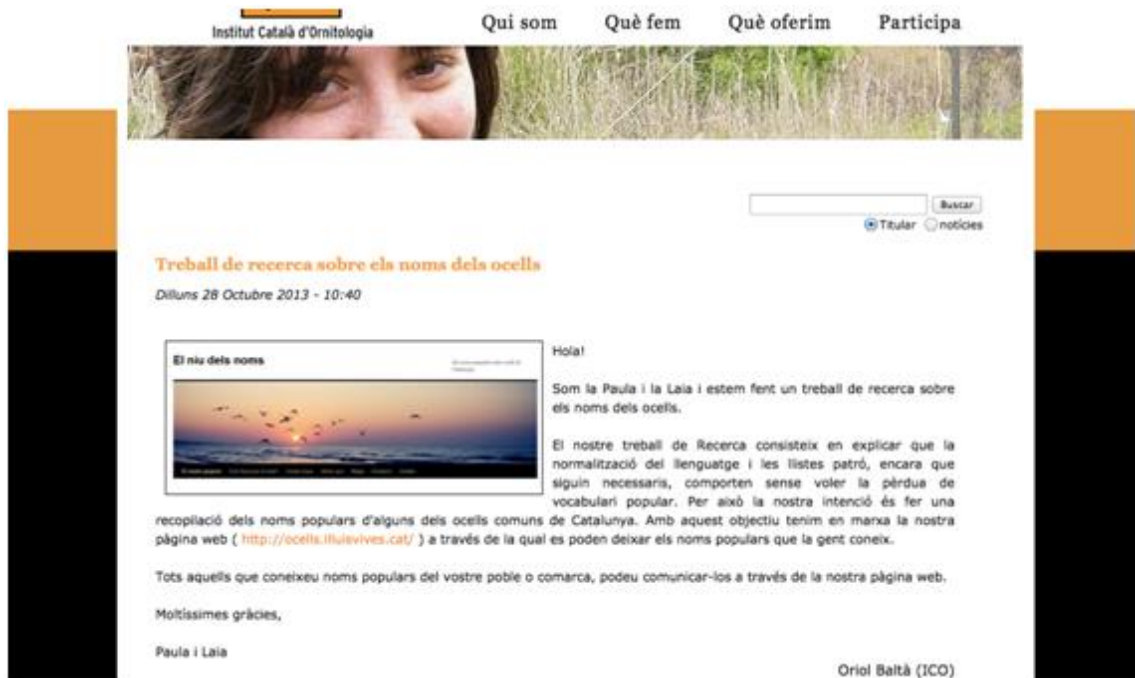 Institut Català d'Ornitologia
Qui som Què fem Què oferim Participa
Buscar
Titular notícies
Treball de recerca sobre els noms dels ocells
Dilluns 28 Octubre 2013 - 10:40
El niu dels noms
Hola!
Som la Paula i la Laia i estem fent un treball de recerca sobre
els noms dels ocells.
El nostre treball de Recerca consisteix en explicar que la
normalització del llenguatge i les llistes patró, encara que
siguin necessaris, comporten sense voler la pèrdua de
vocabulari popular. Per això la nostra intenció és fer una
recopilació dels noms populars d'alguns dels ocells comuns de Catalunya. Amb aquest objectiu tenim en marxa la nostra
pàgina web ( http://ocells.lluisvives.cat/ ) a través de la qual es poden deixar els noms populars que la gent coneix.
Tots aquells que coneixeu noms populars del vostre poble o comarca, podeu comunicar-los a través de la nostra pàgina web.
Moltíssimes gràcies,
Paula i Laia
Oriol Baltà (ICO)